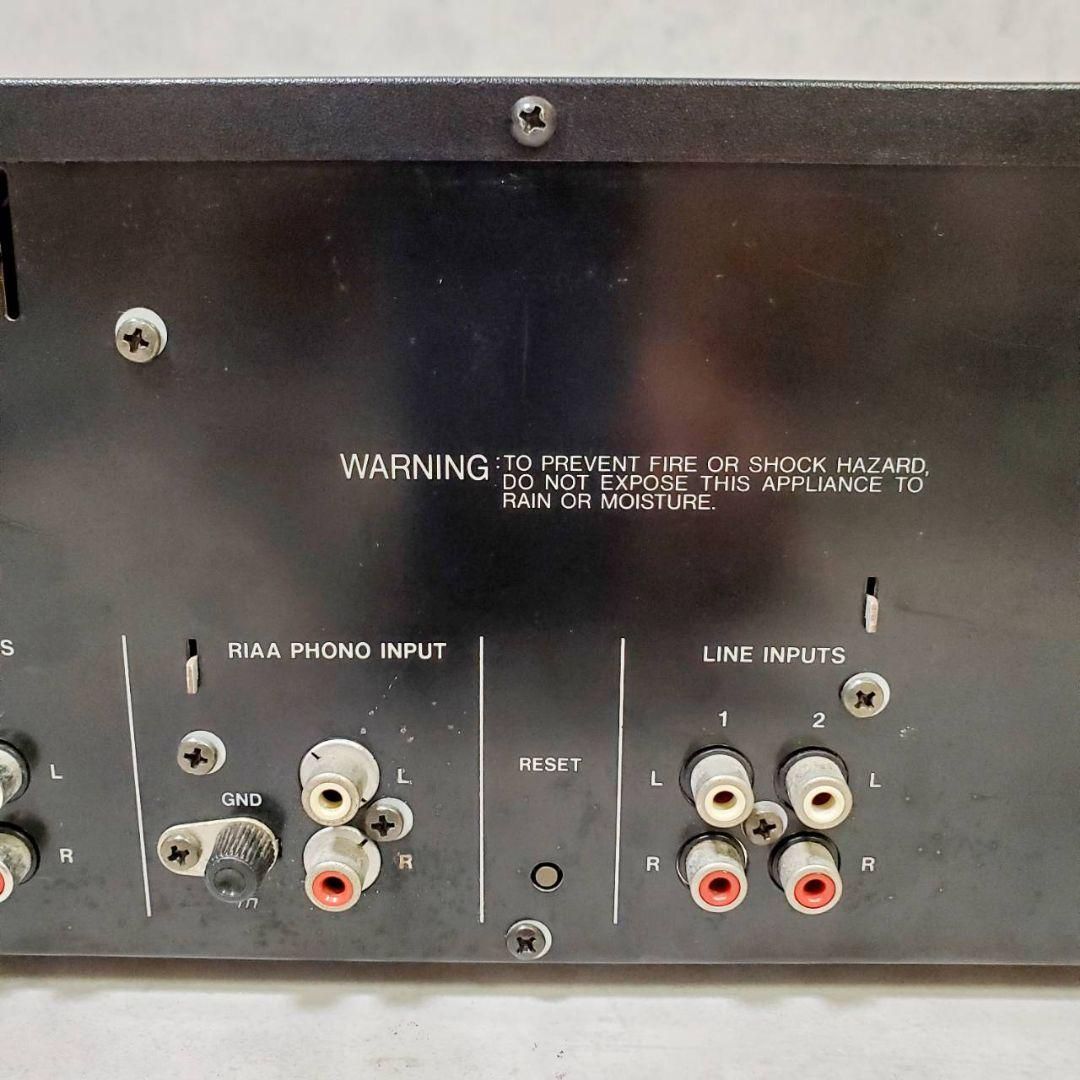 WARNING : TO PREVENT FIRE OR SHOCK HAZARD,
DO NOT EXPOSE THIS APPLIANCE TO
RAIN OR MOISTURE.
S
RIAA PHONO INPUT
LINE INPUTS
1 2
L
L
RESET
L
L
GND
R
R
R
R